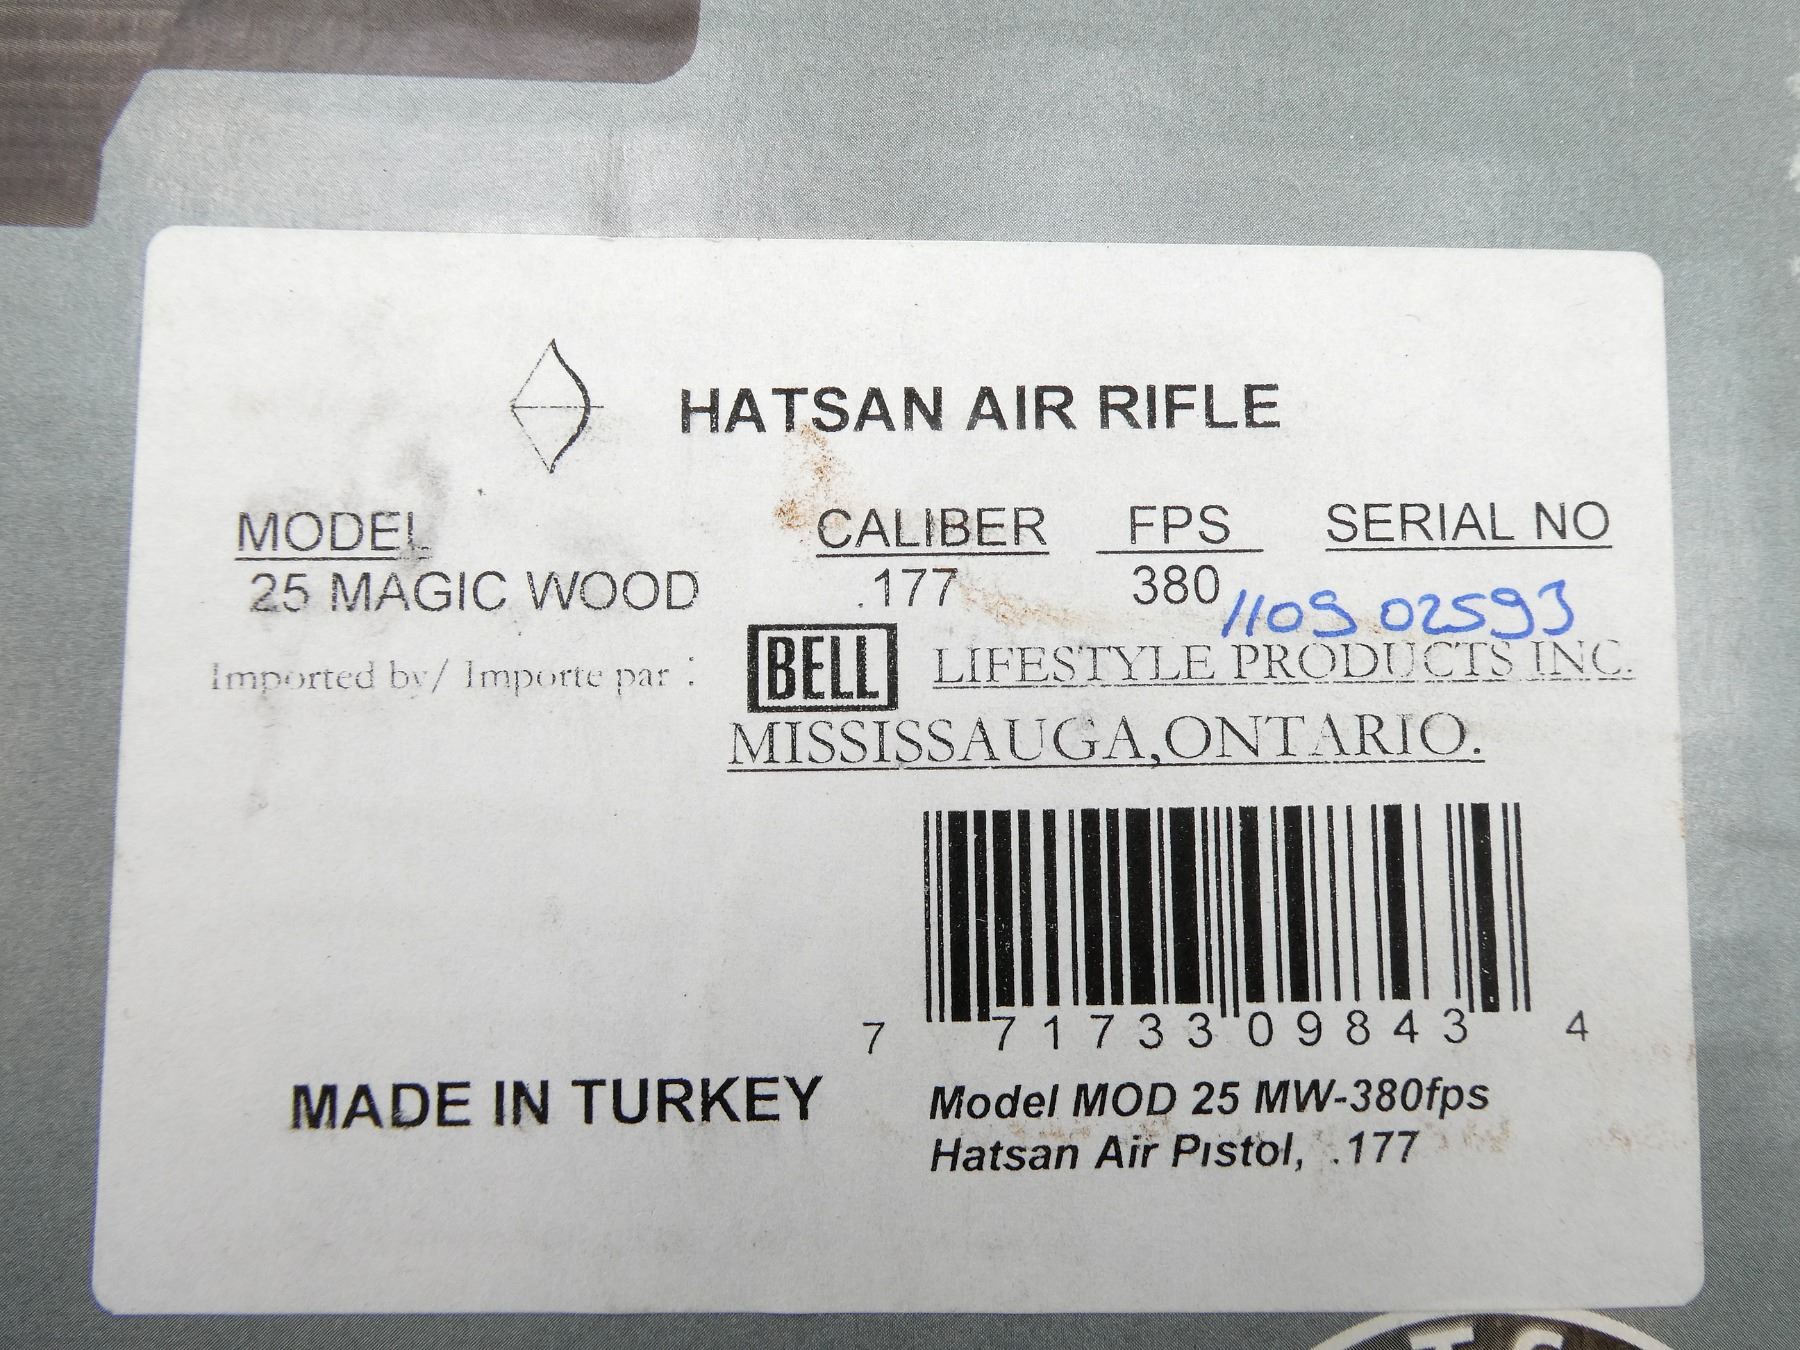 HATSAN AIR RIFLE
MODEL CALIBER FPS SERIAL NO
25 MAGIC WOOD .177 380 1109 02593
Imported by/ Importe par : BELL LIFESTYLE PRODUCTS INC.
MISSISSAUGA,ONTARIO.
7 71733 09843 4
MADE IN TURKEY
Model MOD 25 MW-380fps
Hatsan Air Pistol, .177